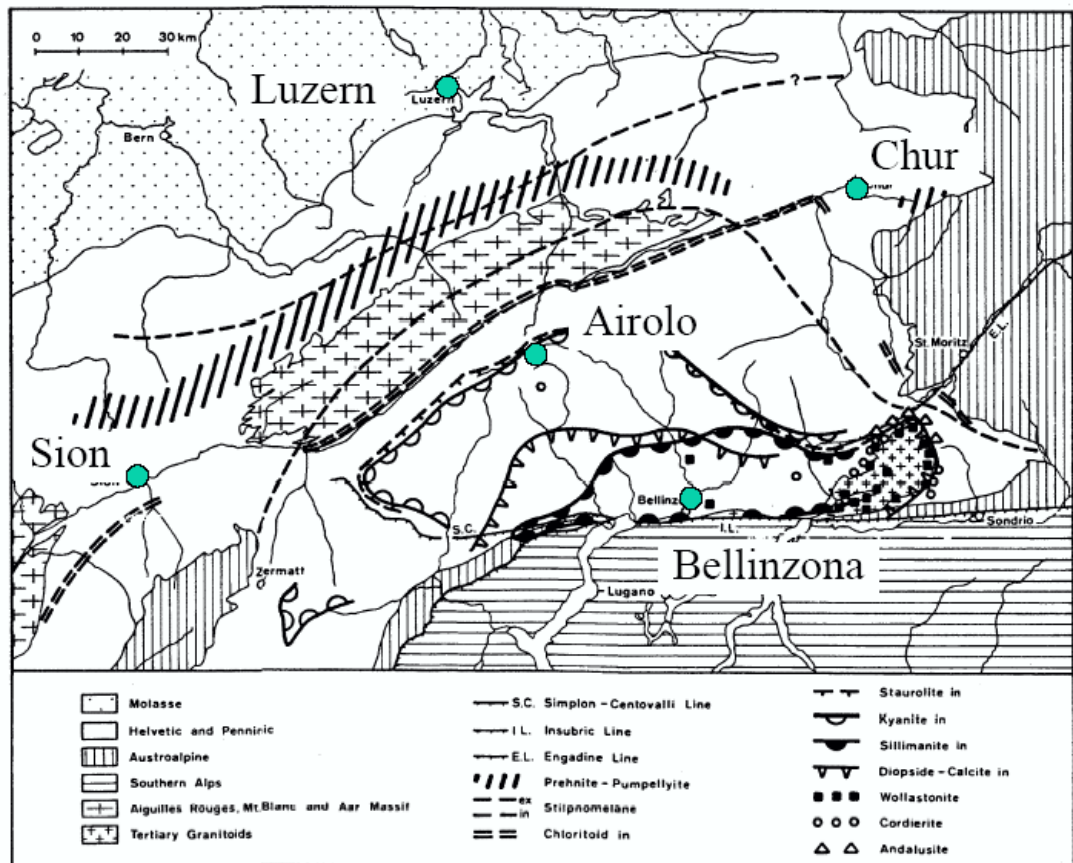 0 10 20 30 km
Luzern
Luzern
Bern
?
Chur
Airolo
St. Moritz
E.L.
Sion
Bellinz
S.C.
I.L.
Sondrio
Zermatt
Bellinzona
Lugano
Molasse
Helvetic and Penninic
Austroalpine
Southern Alps
Aiguilles Rouges, Mt. Blanc and Aar Massif
Tertiary Granitoids
S.C. Simplon - Centovalli Line
I L. Insubric Line
E.L. Engadine Line
Prehnite - Pumpellyite
ex
in Stilpnomelane
Chloritoid in
Staurolite in
Kyanite in
Sillimanite in
Diopside - Calcite in
Wollastonite
Cordierite
Andalusite